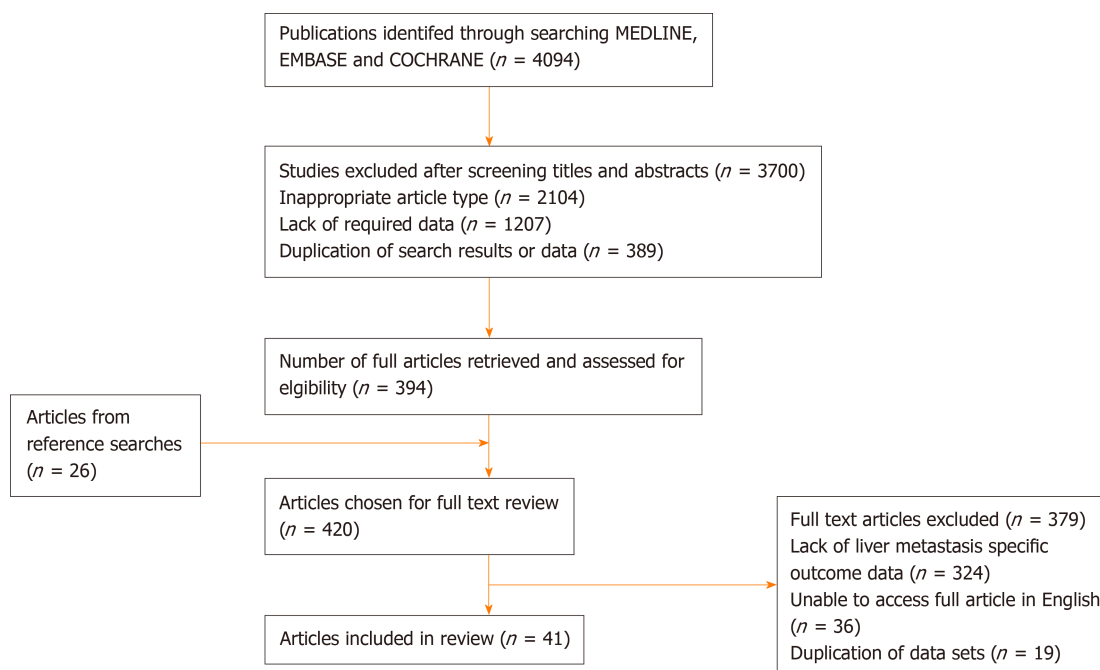 Publications identifed through searching MEDLINE,
EMBASE and COCHRANE (n = 4094)
Studies excluded after screening titles and abstracts (n = 3700)
Inappropriate article type (n = 2104)
Lack of required data (n = 1207)
Duplication of search results or data (n = 389)
Number of full articles retrieved and assessed for
elgibility (n = 394)
Articles from
reference searches
(n = 26)
Articles chosen for full text review
(n = 420)
Full text articles excluded (n = 379)
Lack of liver metastasis specific
outcome data (n = 324)
Unable to access full article in English
(n = 36)
Duplication of data sets (n = 19)
Articles included in review (n = 41)